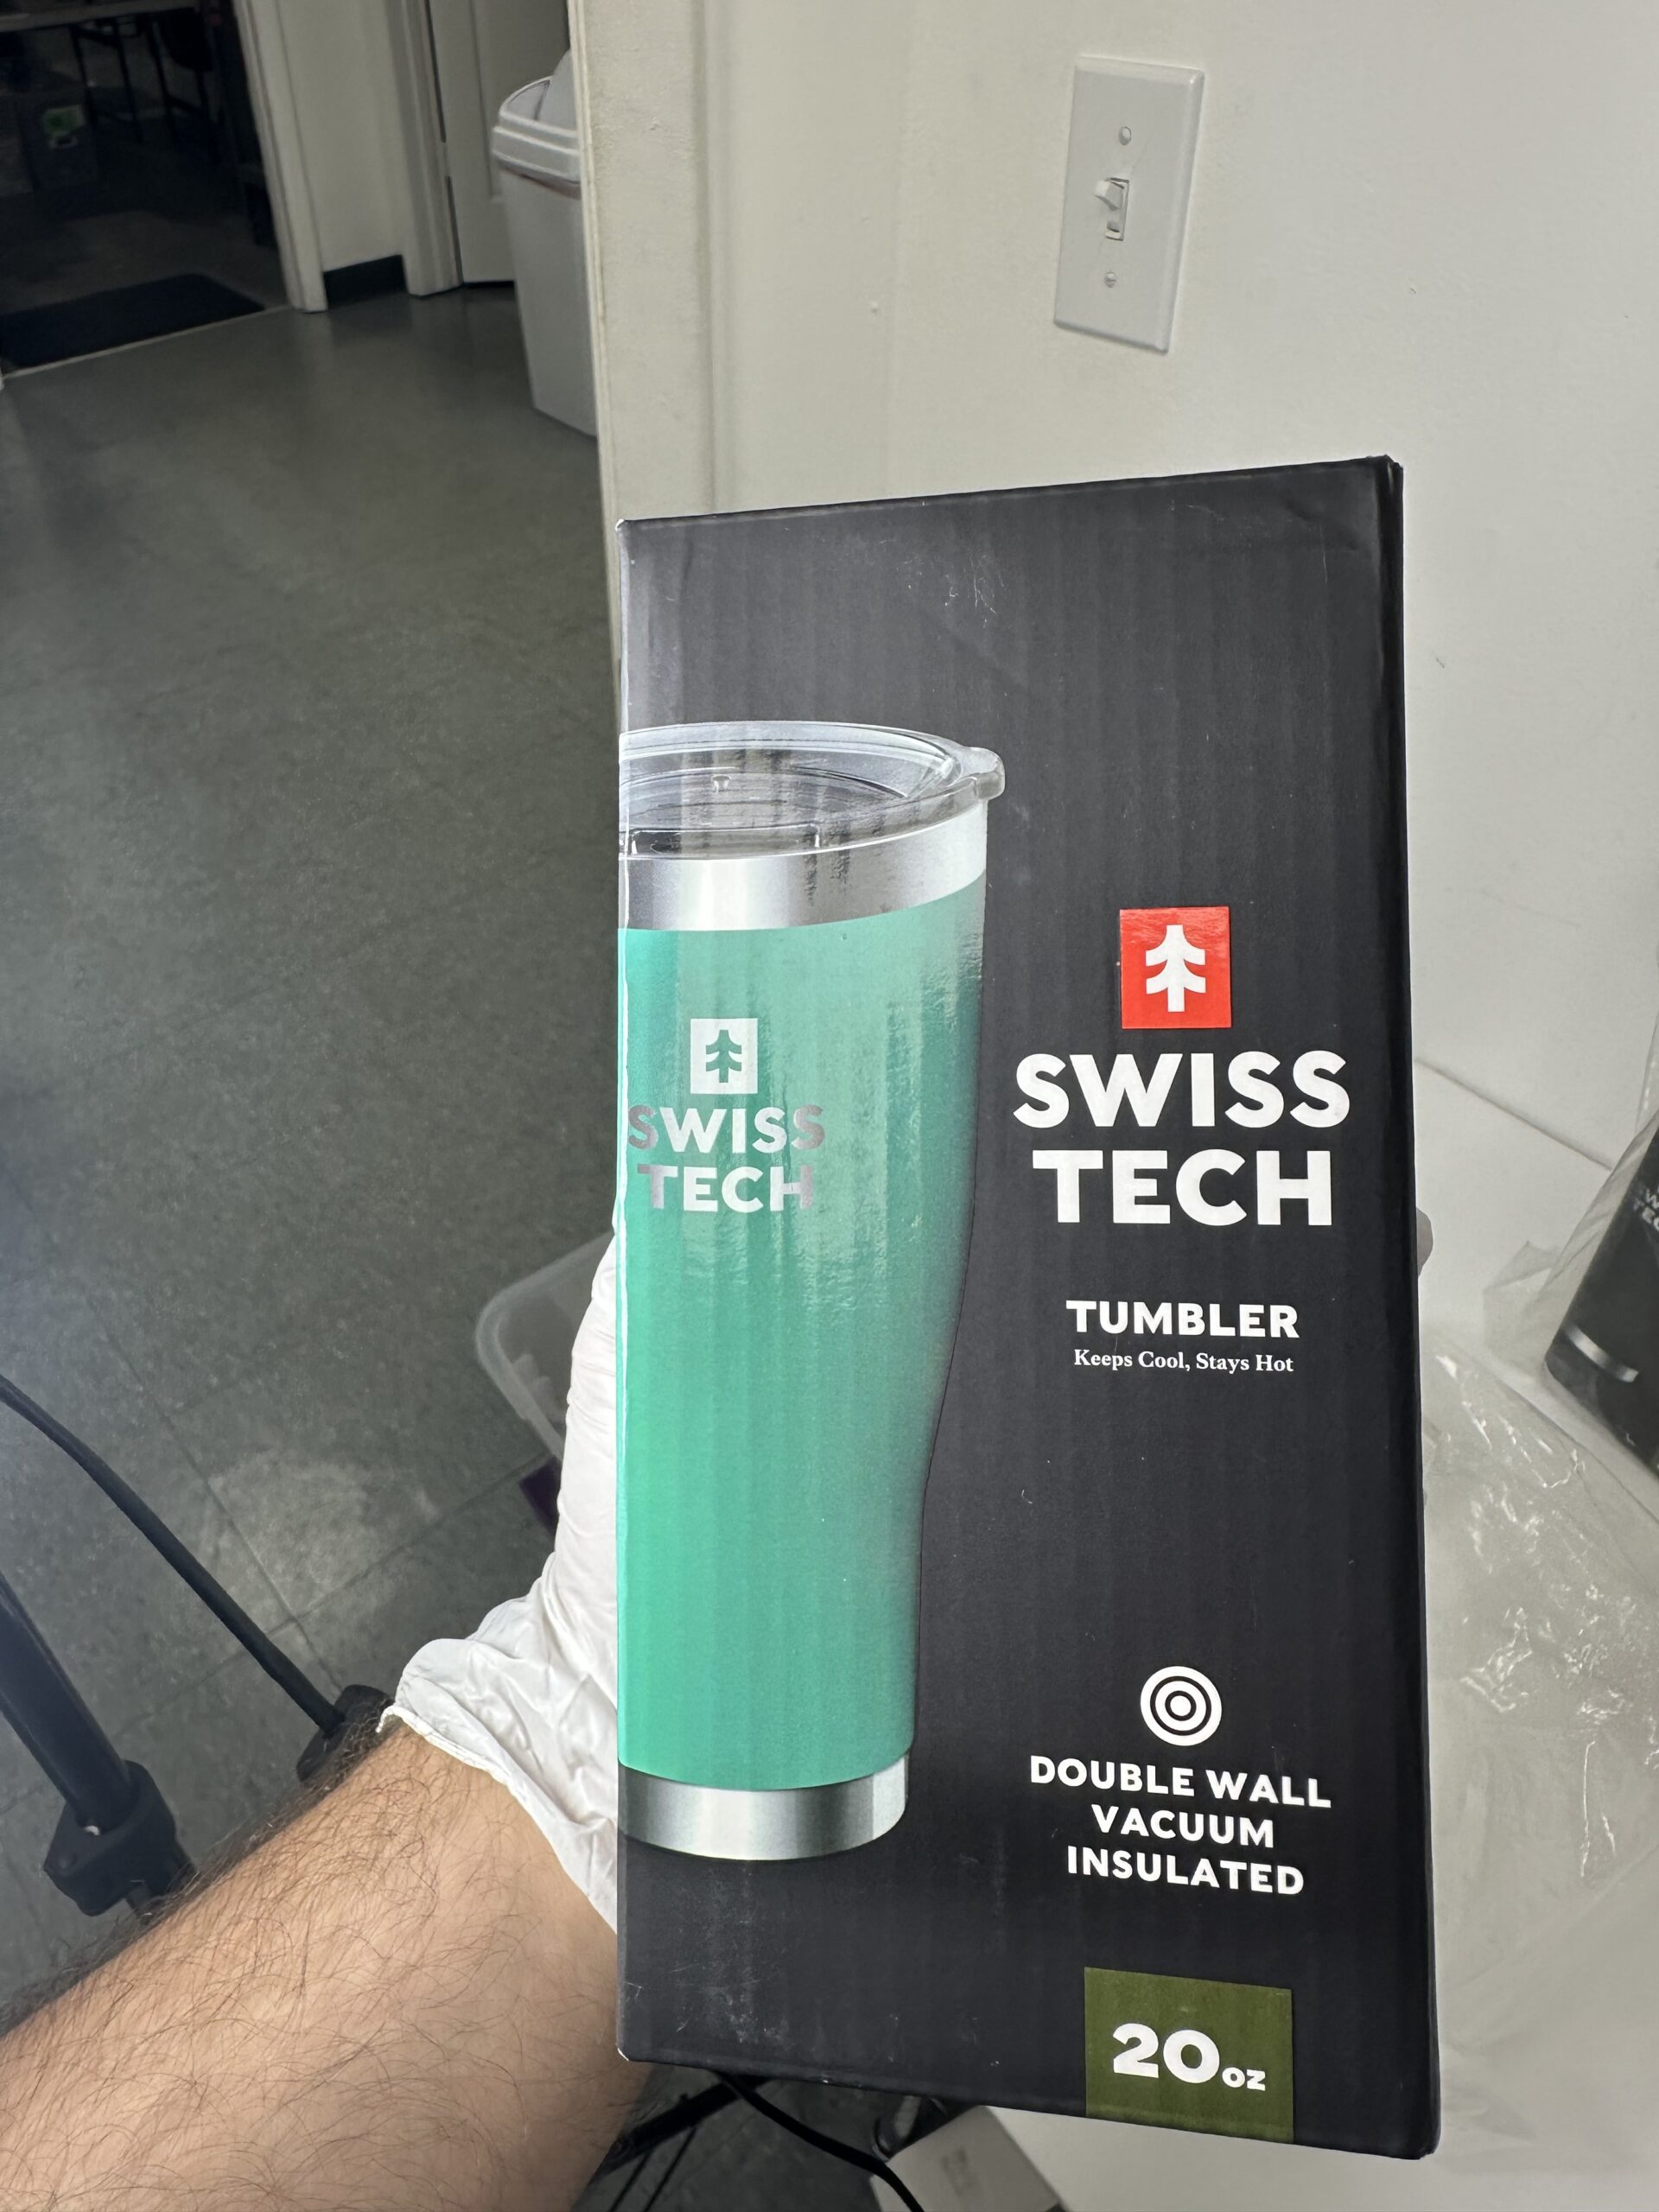 SWISS
TECH
SWISS
TECH
TUMBLER
Keeps Cool, Stays Hot
DOUBLE WALL
VACUUM
INSULATED
20oz